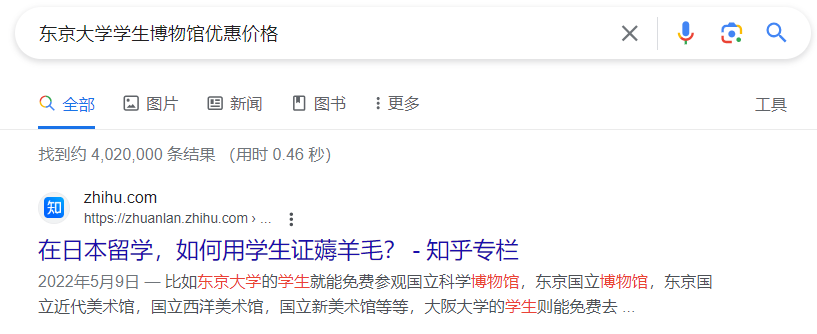 东京大学学生博物馆优惠价格
全部 图片 新闻 图书 更多 工具
找到约 4,020,000 条结果 （用时 0.46 秒）
知 zhihu.com
https://zhuanlan.zhihu.com › ...
在日本留学，如何用学生证薅羊毛？ - 知乎专栏
2022年5月9日 — 比如东京大学的学生就能免费参观国立科学博物馆，东京国立博物馆，东京国
立近代美术馆，国立西洋美术馆，国立新美术馆等等，大阪大学的学生则能免费去 ...